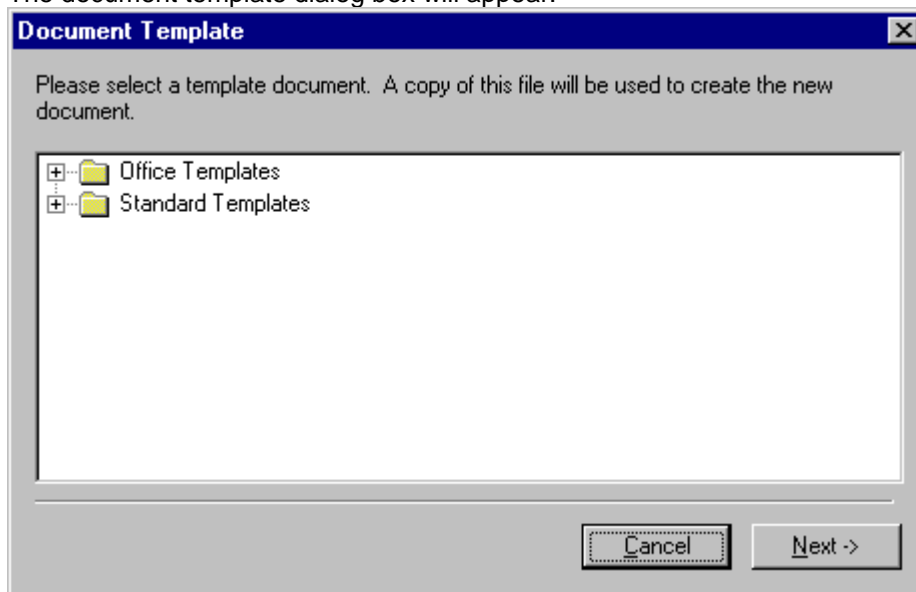 The document template dialog box will appear.
Document Template
Please select a template document.  A copy of this file will be used to create the new
document.
Office Templates
Standard Templates
Cancel
Next ->